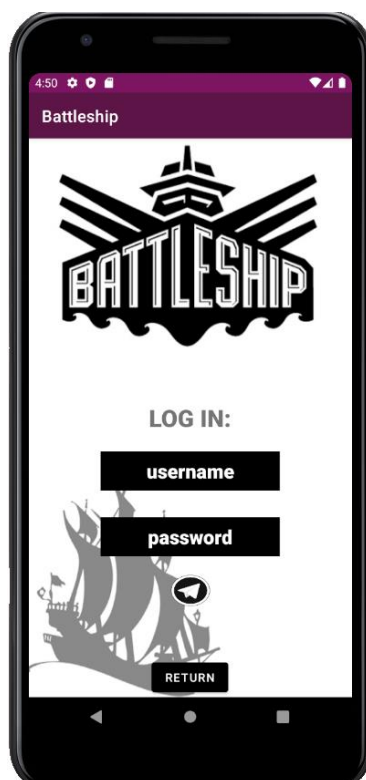 4:50
Battleship
BATTLESHIP
LOG IN:
username
password
RETURN